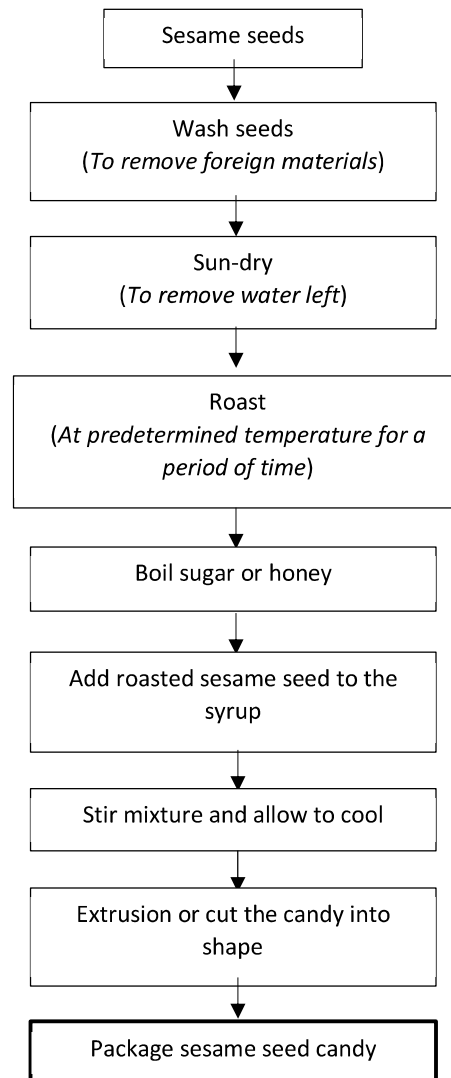 Sesame seeds
Wash seeds
(To remove foreign materials)
Sun-dry
(To remove water left)
Roast
(At predetermined temperature for a
period of time)
Boil sugar or honey
Add roasted sesame seed to the
syrup
Stir mixture and allow to cool
Extrusion or cut the candy into
shape
Package sesame seed candy